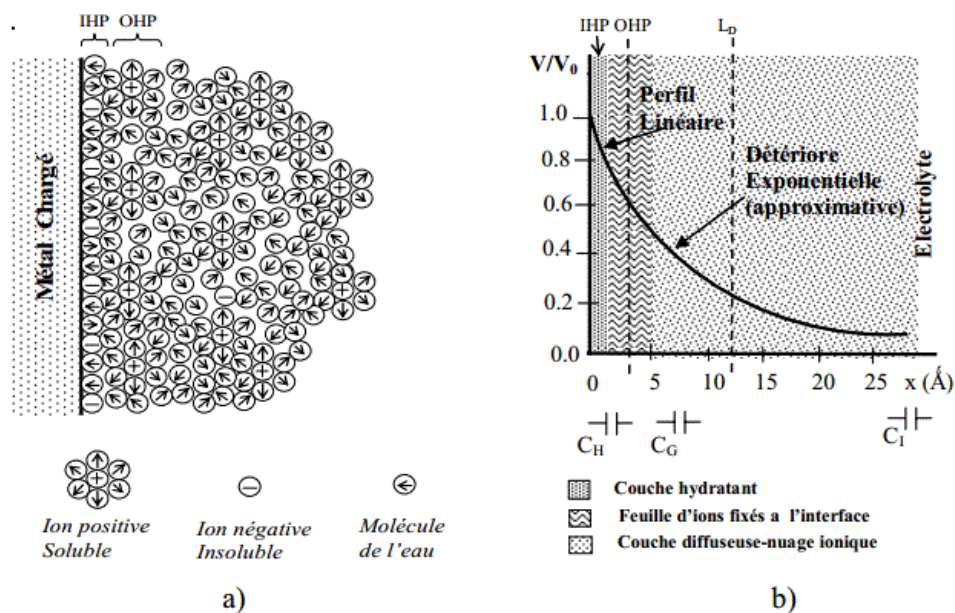 .
IHP OHP
Métal Chargé
Ion positive
Soluble
Ion négative
Insoluble
Molécule
de l'eau
a)
IHP OHP L_D
V/V₀
1.0
0.8
0.6
0.4
0.2
0.0
Perfil
Linéaire
Détériore
Exponentielle
(approximative)
Electrolyte
0 5 10 15 20 25 x (Å)
C_H C_G C_I
Couche hydratant
Feuille d'ions fixés a l'interface
Couche diffuseuse-nuage ionique
b)